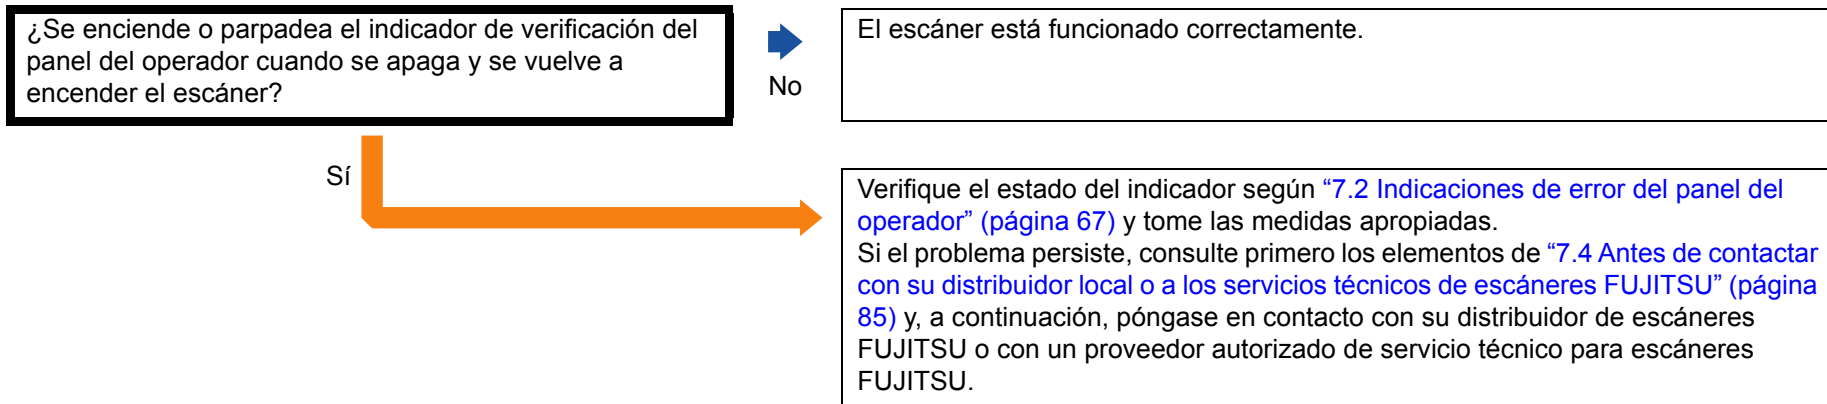 ¿Se enciende o parpadea el indicador de verificación del
panel del operador cuando se apaga y se vuelve a
encender el escáner?
No
El escáner está funcionado correctamente.
Sí
Verifique el estado del indicador según “7.2 Indicaciones de error del panel del
operador” (página 67) y tome las medidas apropiadas.
Si el problema persiste, consulte primero los elementos de “7.4 Antes de contactar
con su distribuidor local o a los servicios técnicos de escáneres FUJITSU” (página
85) y, a continuación, póngase en contacto con su distribuidor de escáneres
FUJITSU o con un proveedor autorizado de servicio técnico para escáneres
FUJITSU.